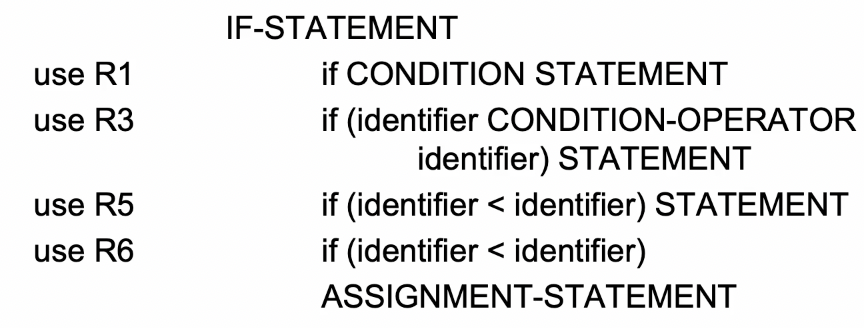 IF-STATEMENT
use R1 if CONDITION STATEMENT
use R3 if (identifier CONDITION-OPERATOR
identifier) STATEMENT
use R5 if (identifier < identifier) STATEMENT
use R6 if (identifier < identifier)
ASSIGNMENT-STATEMENT